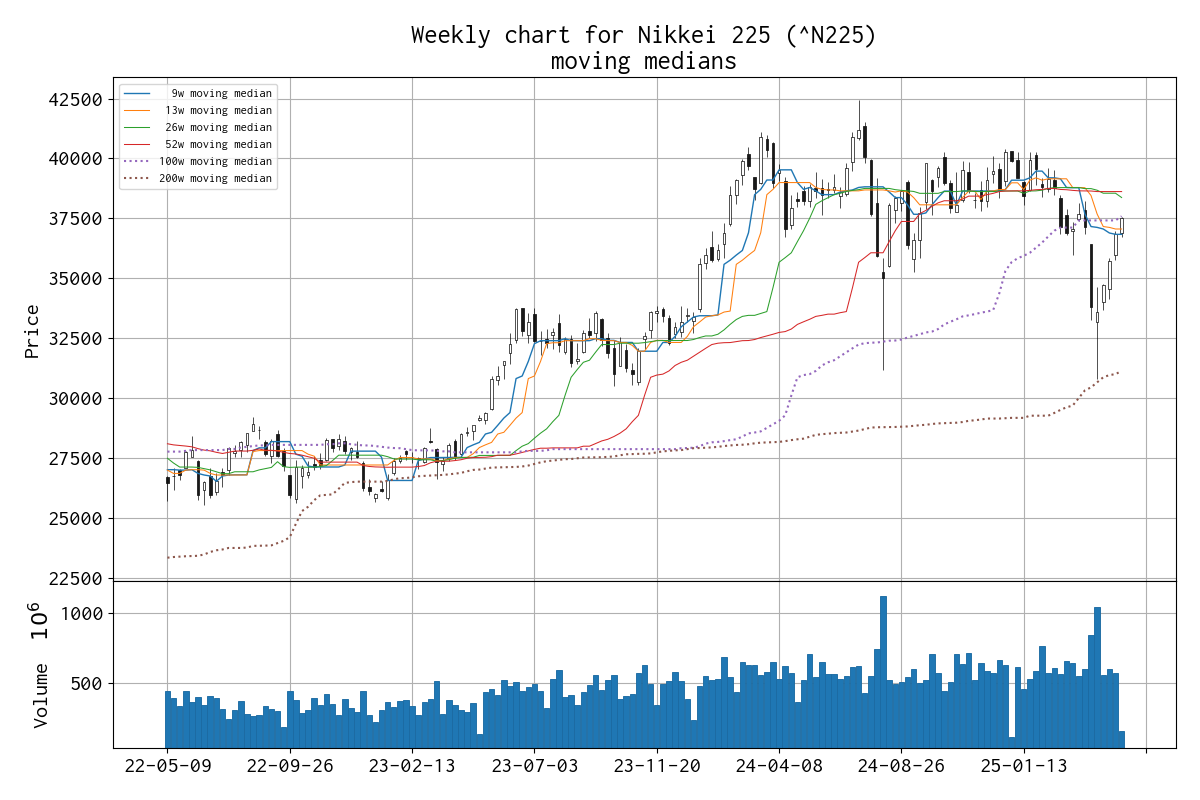 Weekly chart for Nikkei 225 (^N225)
moving medians
42500
40000
37500
35000
32500
30000
27500
25000
22500
Price
9w moving median
13w moving median
26w moving median
52w moving median
100w moving median
200w moving median
1000
500
Volume 10^6
22-05-09 22-09-26 23-02-13 23-07-03 23-11-20 24-04-08 24-08-26 25-01-13